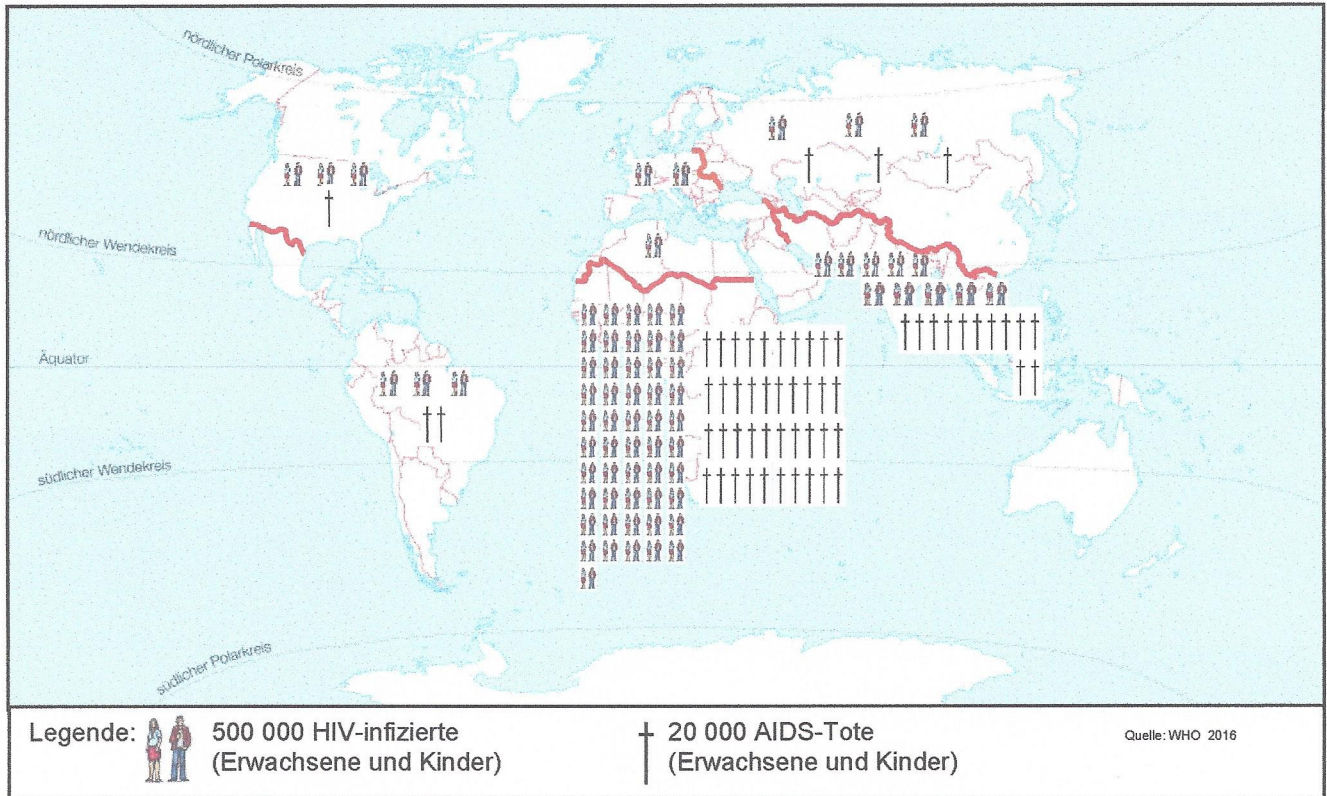 nördlicher Polarkreis
nördlicher Wendekreis
Äquator
südlicher Wendekreis
südlicher Polarkreis
Legende:
500 000 HIV-infizierte
(Erwachsene und Kinder)
20 000 AIDS-Tote
(Erwachsene und Kinder)
Quelle: WHO 2016